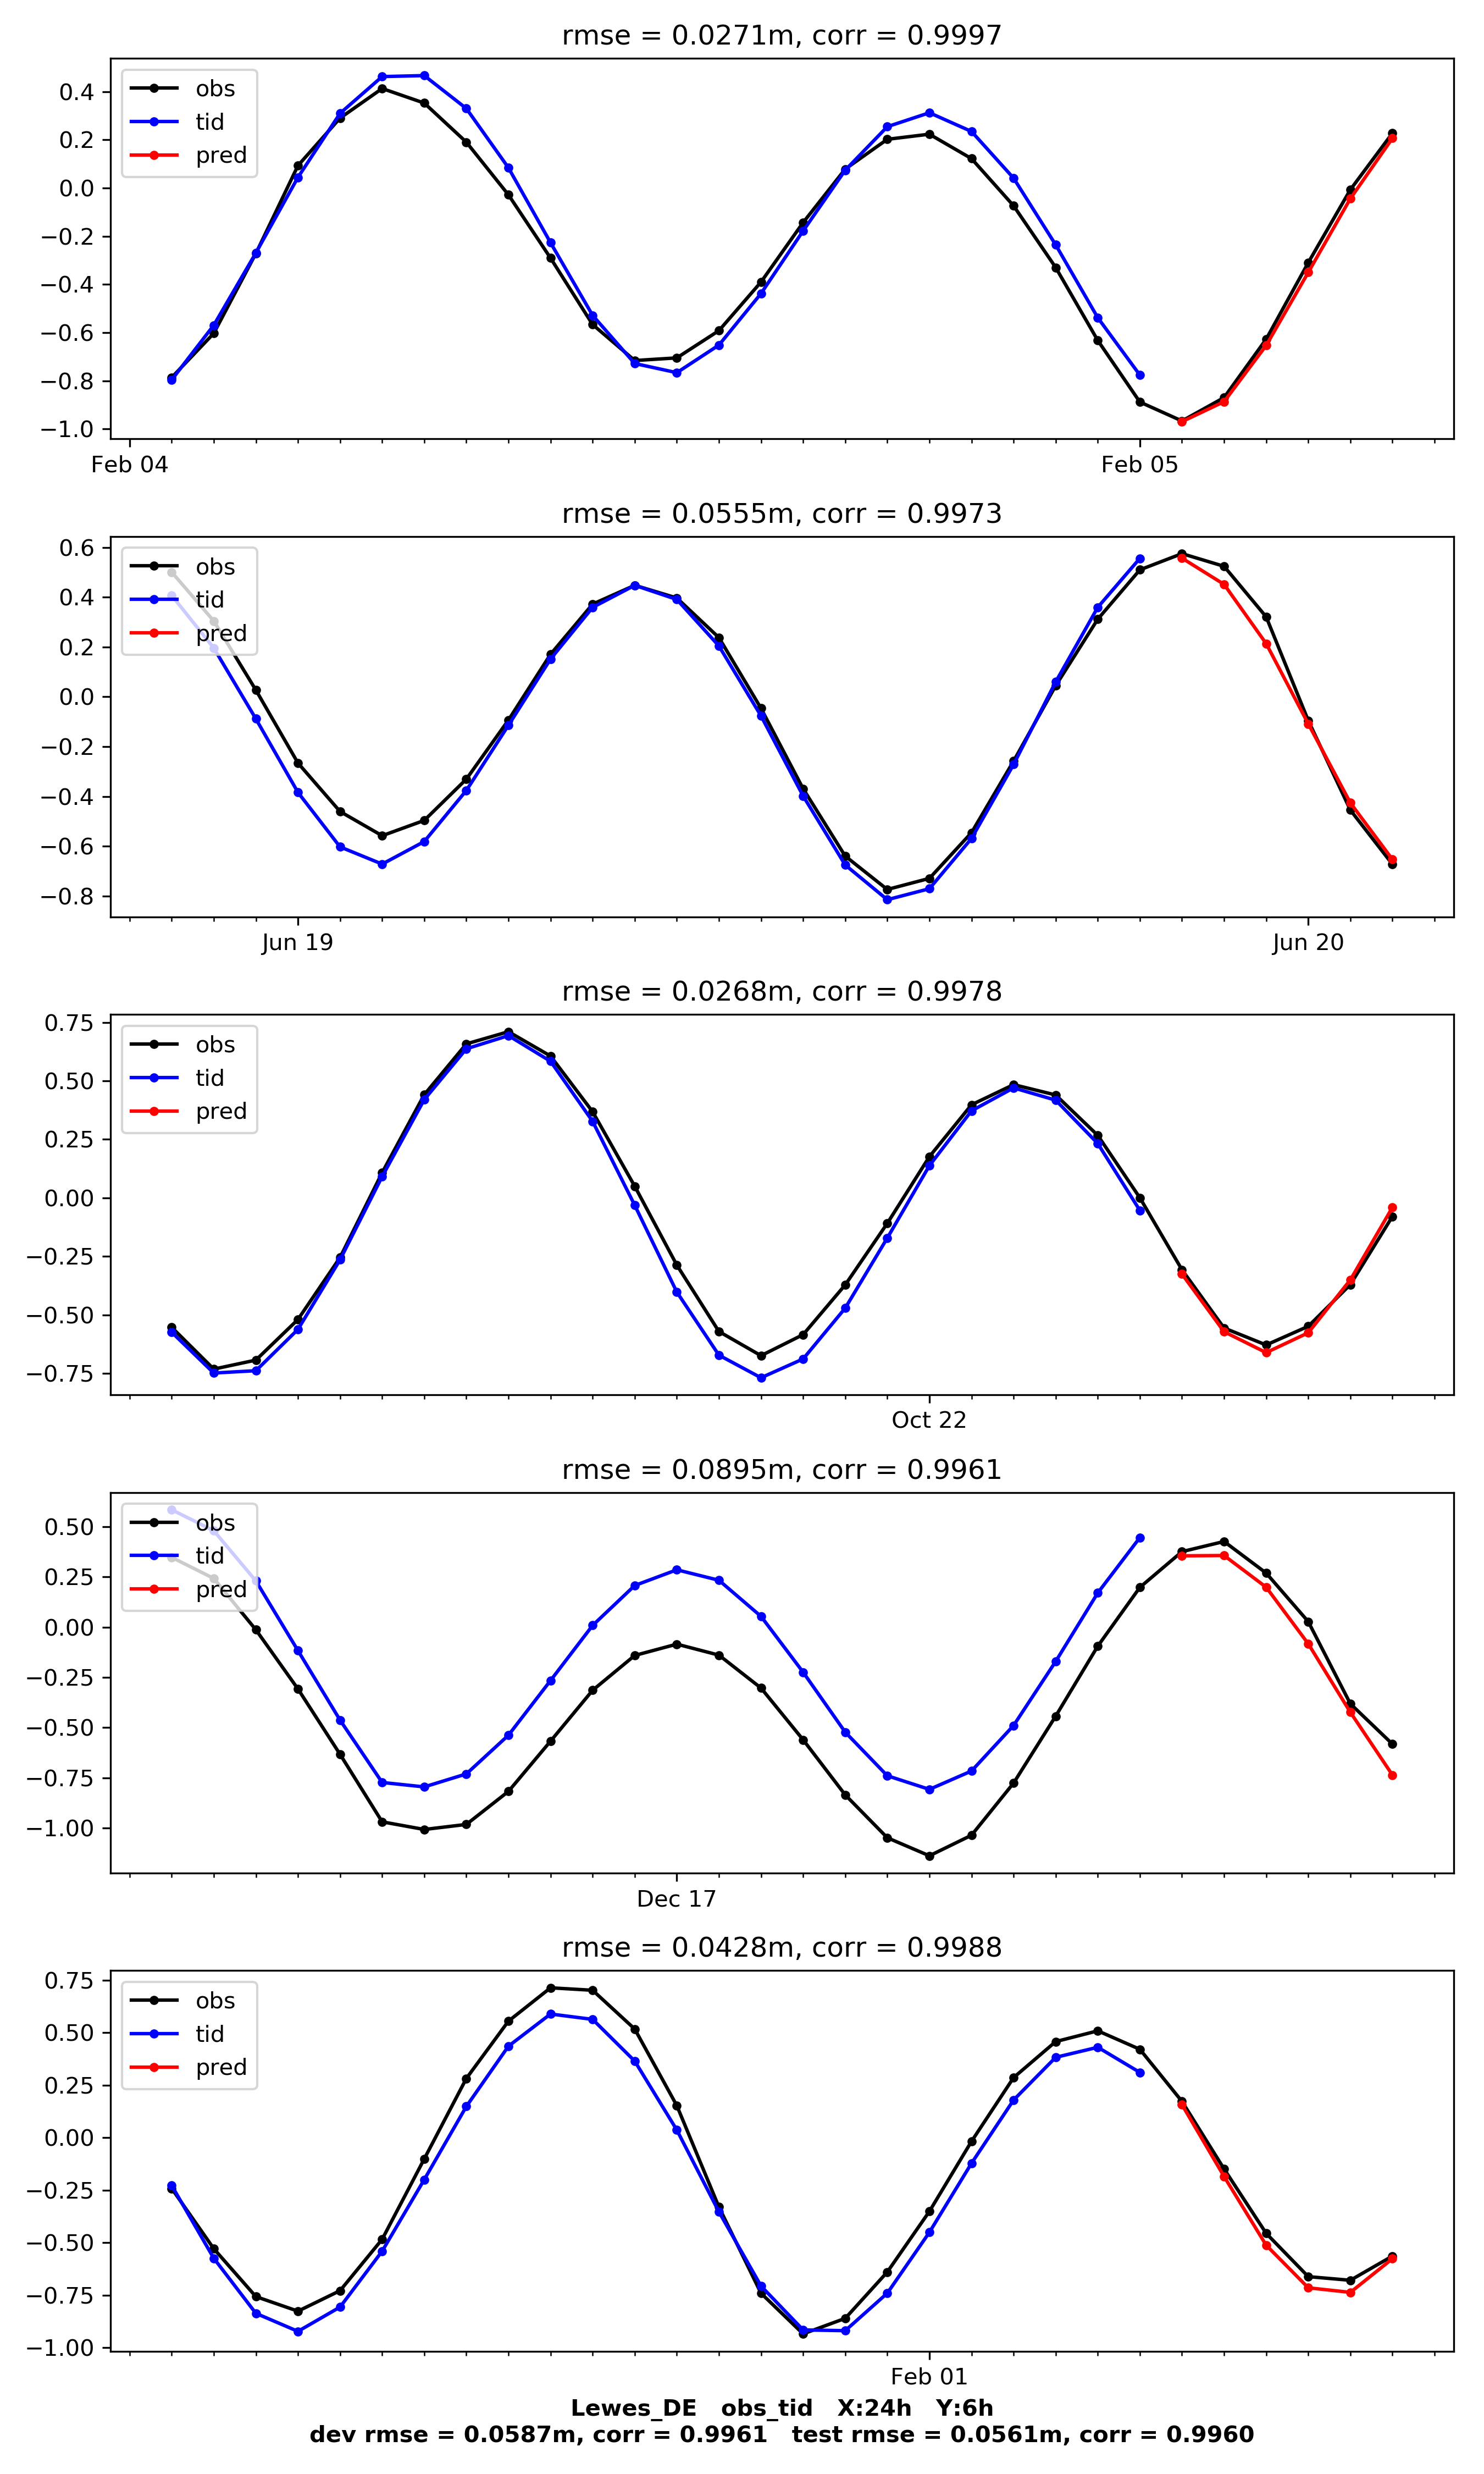 rmse = 0.0271m, corr = 0.9997
obs
tid
pred
0.4
0.2
0.0
−0.2
−0.4
−0.6
−0.8
−1.0
Feb 04 Feb 05
rmse = 0.0555m, corr = 0.9973
obs
tid
pred
0.6
0.4
0.2
0.0
−0.2
−0.4
−0.6
−0.8
Jun 19 Jun 20
rmse = 0.0268m, corr = 0.9978
obs
tid
pred
0.75
0.50
0.25
0.00
−0.25
−0.50
−0.75
Oct 22
rmse = 0.0895m, corr = 0.9961
obs
tid
pred
0.50
0.25
0.00
−0.25
−0.50
−0.75
−1.00
Dec 17
rmse = 0.0428m, corr = 0.9988
obs
tid
pred
0.75
0.50
0.25
0.00
−0.25
−0.50
−0.75
−1.00
Feb 01
Lewes_DE obs_tid X:24h Y:6h
dev rmse = 0.0587m, corr = 0.9961 test rmse = 0.0561m, corr = 0.9960